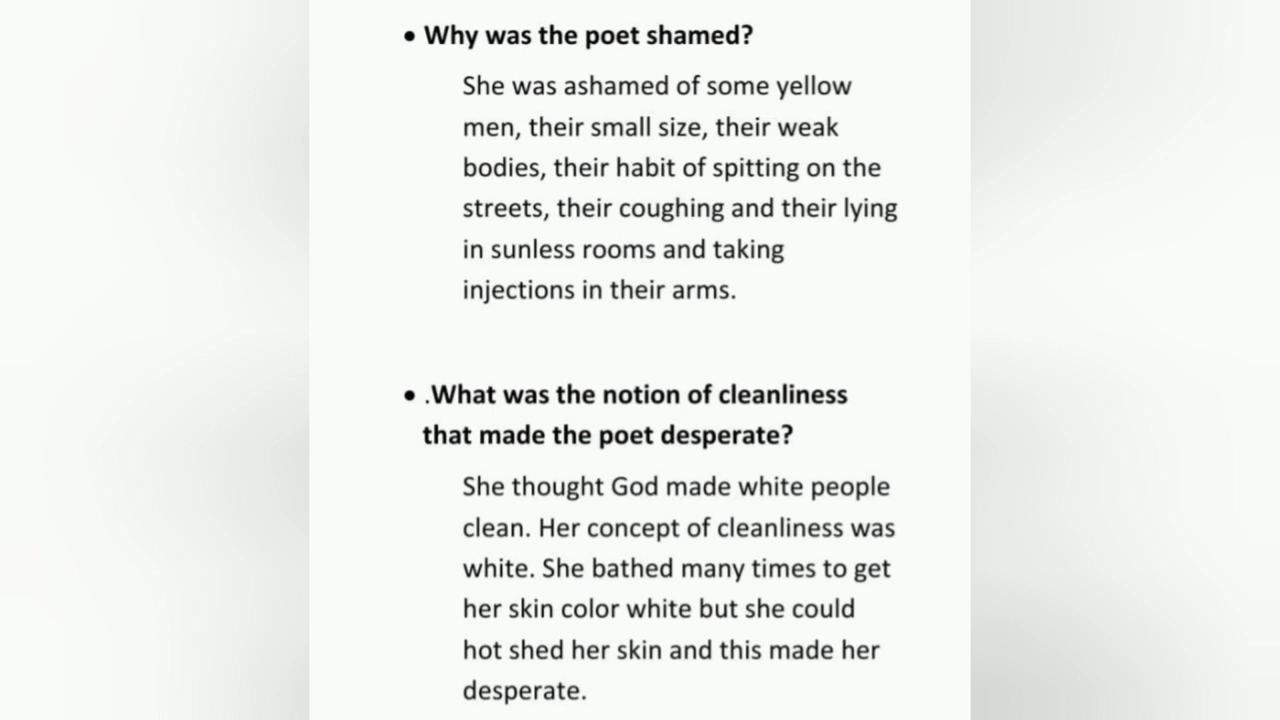 • Why was the poet shamed?
She was ashamed of some yellow
men, their small size, their weak
bodies, their habit of spitting on the
streets, their coughing and their lying
in sunless rooms and taking
injections in their arms.
• .What was the notion of cleanliness
that made the poet desperate?
She thought God made white people
clean. Her concept of cleanliness was
white. She bathed many times to get
her skin color white but she could
hot shed her skin and this made her
desperate.